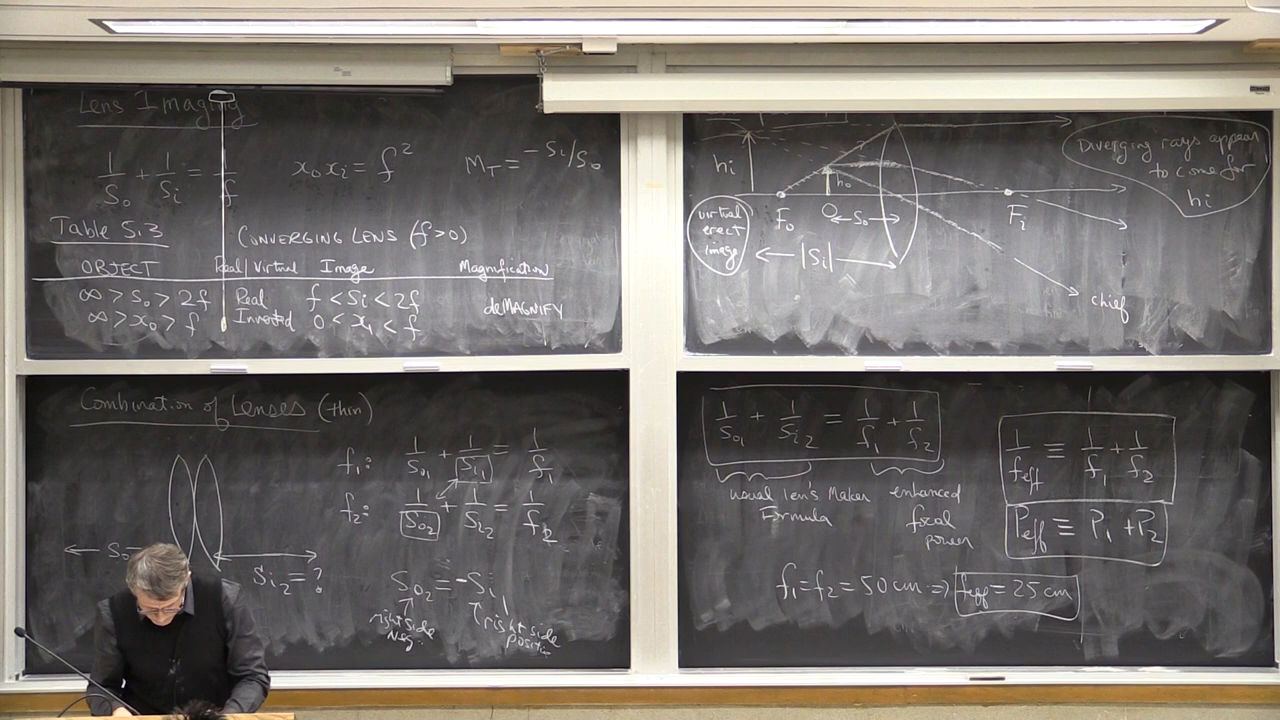 Lens Imaging
1/So + 1/Si = 1/f   xoxi = f²   MT = -Si/So
Table 5.3   CONVERGING LENS (f>0)
OBJECT   Real/Virtual   Image   Magnification
∞ > So > 2f   Real   f < Si < 2f   deMAGNIFY
∞ > xo > f   Inverted   0 < xi < f
hi
ho
Fo   O   So   Fi
|Si|
virtual
erect
image
Diverging rays appear
to come for
hi
chief
Combination of Lenses (thin)
f1: 1/So1 + 1/Si1 = 1/f1
f2: 1/So2 + 1/Si2 = 1/f2
Si2 = ?
So2 = -Si1
right side
Neg.
right side
positi
1/So1 + 1/Si2 = 1/f1 + 1/f2
usual len's Maker
Formula
enhanced
focal
power
1/feff ≡ 1/f1 + 1/f2
Peff ≡ P1 + P2
f1 = f2 = 50 cm ⇒ feff = 25 cm